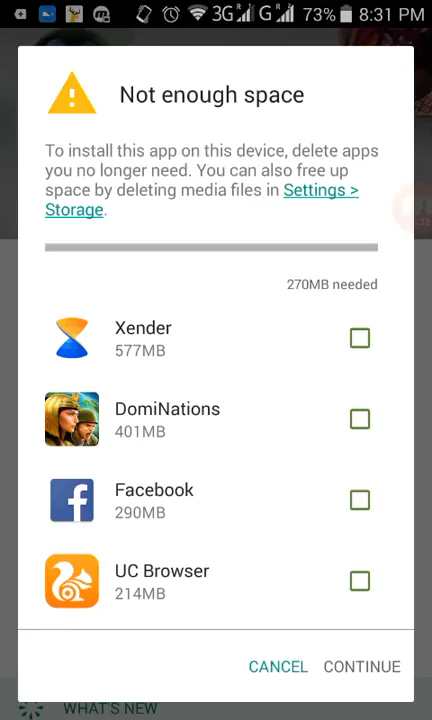 3G G 73% 8:31 PM
Not enough space
To install this app on this device, delete apps
you no longer need. You can also free up
space by deleting media files in Settings >
Storage.
270MB needed
Xender
577MB
DomiNations
401MB
Facebook
290MB
UC Browser
214MB
CANCEL CONTINUE
WHAT'S NEW